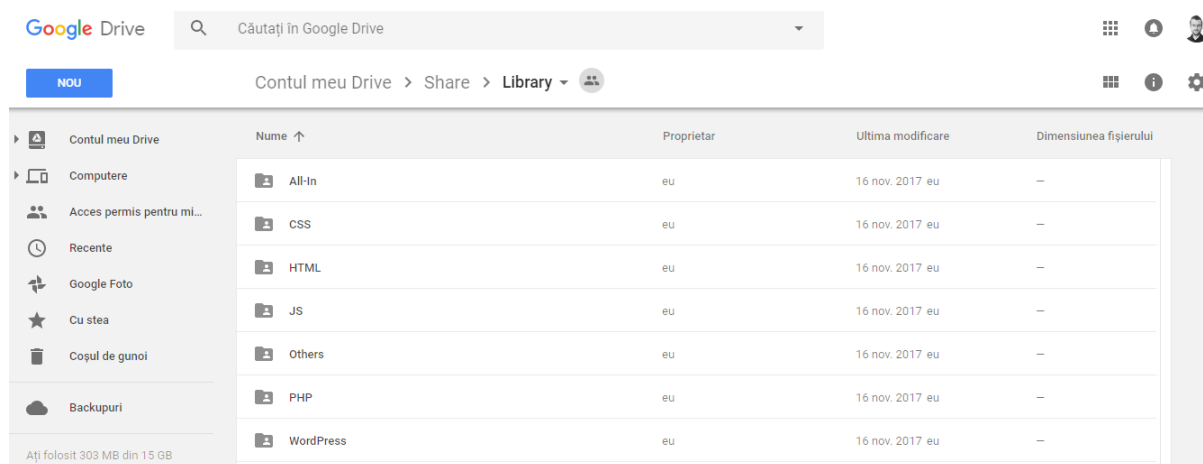 Google Drive
Căutați în Google Drive
NOU
Contul meu Drive > Share > Library
Contul meu Drive
Computere
Acces permis pentru mi...
Recente
Google Foto
Cu stea
Coșul de gunoi
Backupuri
Ați folosit 303 MB din 15 GB
Nume Proprietar Ultima modificare Dimensiunea fișierului
All-In eu 16 nov. 2017 eu —
CSS eu 16 nov. 2017 eu —
HTML eu 16 nov. 2017 eu —
JS eu 16 nov. 2017 eu —
Others eu 16 nov. 2017 eu —
PHP eu 16 nov. 2017 eu —
WordPress eu 16 nov. 2017 eu —